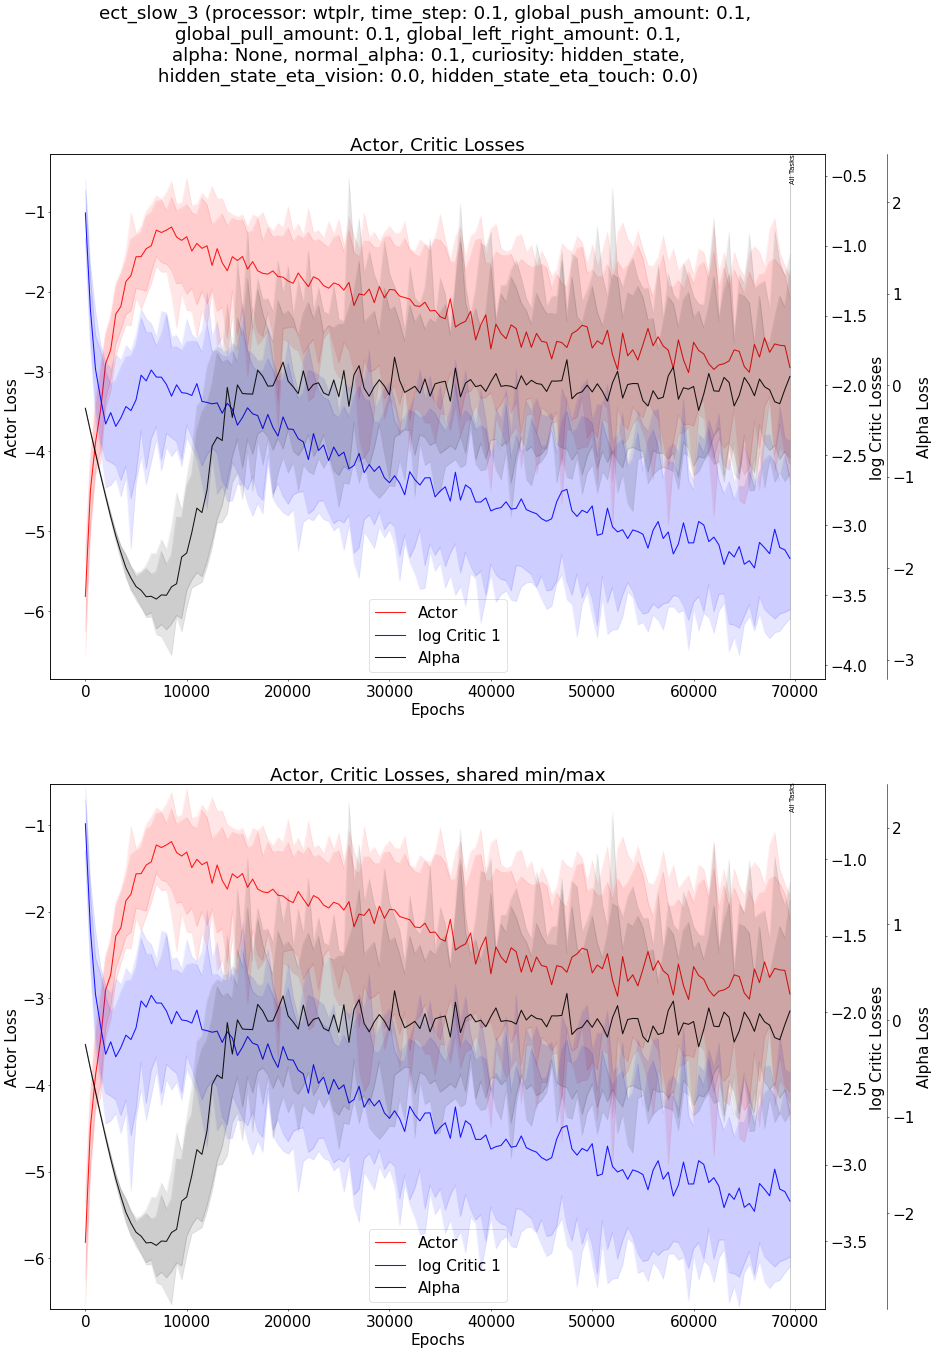 ect_slow_3 (processor: wtplr, time_step: 0.1, global_push_amount: 0.1,
global_pull_amount: 0.1, global_left_right_amount: 0.1,
alpha: None, normal_alpha: 0.1, curiosity: hidden_state,
hidden_state_eta_vision: 0.0, hidden_state_eta_touch: 0.0)
Actor, Critic Losses
Actor Loss
−1
−2
−3
−4
−5
−6
All Tasks
−0.5
−1.0
−1.5
−2.0
−2.5
−3.0
−3.5
−4.0
log Critic Losses
2
1
0
−1
−2
−3
Alpha Loss
Actor
log Critic 1
Alpha
0
10000
20000
30000
40000
50000
60000
70000
Epochs
Actor, Critic Losses, shared min/max
Actor Loss
−1
−2
−3
−4
−5
−6
All Tasks
−1.0
−1.5
−2.0
−2.5
−3.0
−3.5
log Critic Losses
2
1
0
−1
−2
Alpha Loss
Actor
log Critic 1
Alpha
0
10000
20000
30000
40000
50000
60000
70000
Epochs